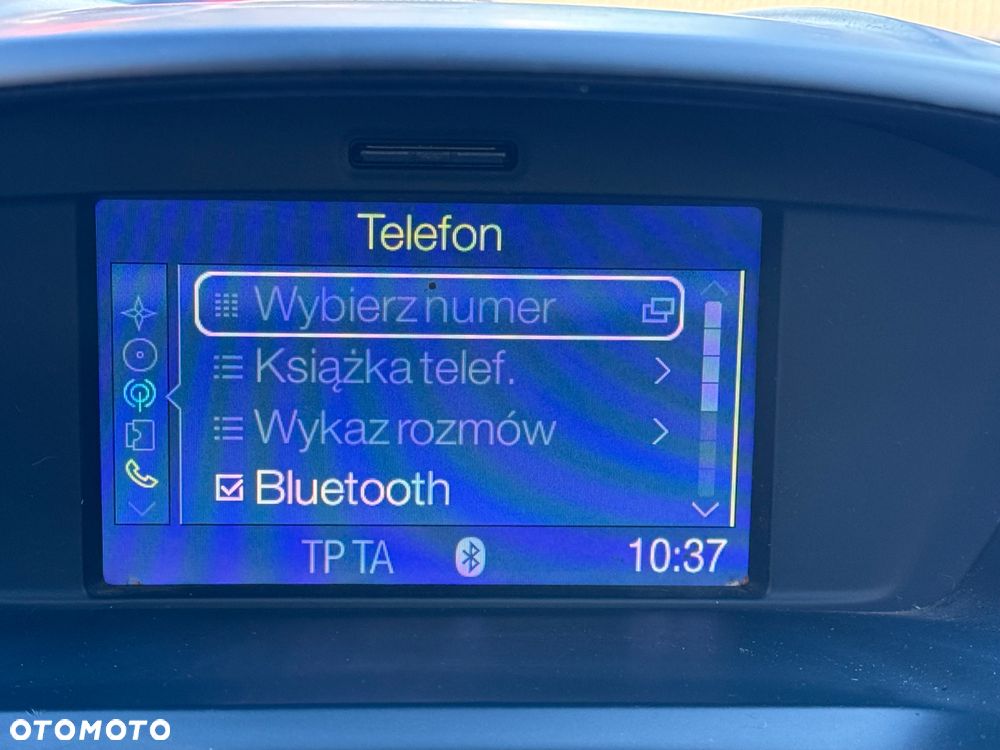 Telefon
Wybierz numer
Książka telef.
Wykaz rozmów
Bluetooth
TP TA 10:37
OTOMOTO